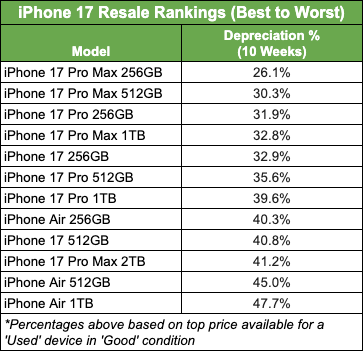 iPhone 17 Resale Rankings (Best to Worst)
Model Depreciation % (10 Weeks)
iPhone 17 Pro Max 256GB 26.1%
iPhone 17 Pro Max 512GB 30.3%
iPhone 17 Pro 256GB 31.9%
iPhone 17 Pro Max 1TB 32.8%
iPhone 17 256GB 32.9%
iPhone 17 Pro 512GB 35.6%
iPhone 17 Pro 1TB 39.6%
iPhone Air 256GB 40.3%
iPhone 17 512GB 40.8%
iPhone 17 Pro Max 2TB 41.2%
iPhone Air 512GB 45.0%
iPhone Air 1TB 47.7%
*Percentages above based on top price available for a
'Used' device in 'Good' condition